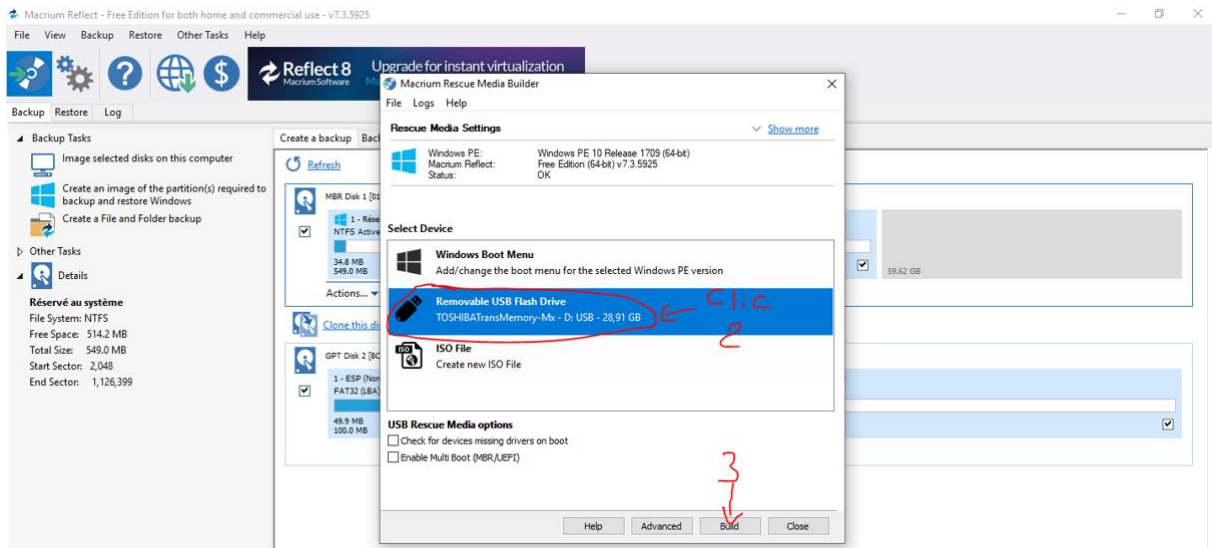 Macrium Reflect - Free Edition for both home and commercial use - v7.3.5925
File View Backup Restore Other Tasks Help
Reflect 8 Upgrade for instant virtualization
Macrium Software
Backup Restore Log
Backup Tasks
Image selected disks on this computer
Create an image of the partition(s) required to
backup and restore Windows
Create a File and Folder backup
Other Tasks
Details
Réservé au système
File System: NTFS
Free Space: 514.2 MB
Total Size: 549.0 MB
Start Sector: 2,048
End Sector: 1,126,399
Create a backup
Refresh
MBR Disk 1 [01
1 - Rése
NTFS Active
34.8 MB
549.0 MB
Actions...
Clone this di
GPT Disk 2
1 - ESP (Non
FAT32 (LBA)
49.9 MB
100.0 MB
59.62 GB
Macrium Rescue Media Builder
File Logs Help
Rescue Media Settings
Show more
Windows PE: Windows PE 10 Release 1709 (64-bit)
Macrium Reflect: Free Edition (64-bit) v7.3.5925
Status: OK
Select Device
Windows Boot Menu
Add/change the boot menu for the selected Windows PE version
Removable USB Flash Drive
TOSHIBATransMemory-Mx - D: USB - 28,91 GB
Clic
2
ISO File
Create new ISO File
USB Rescue Media options
Check for devices missing drivers on boot
Enable Multi Boot (MBR/UEFI)
3
Help Advanced Build Close